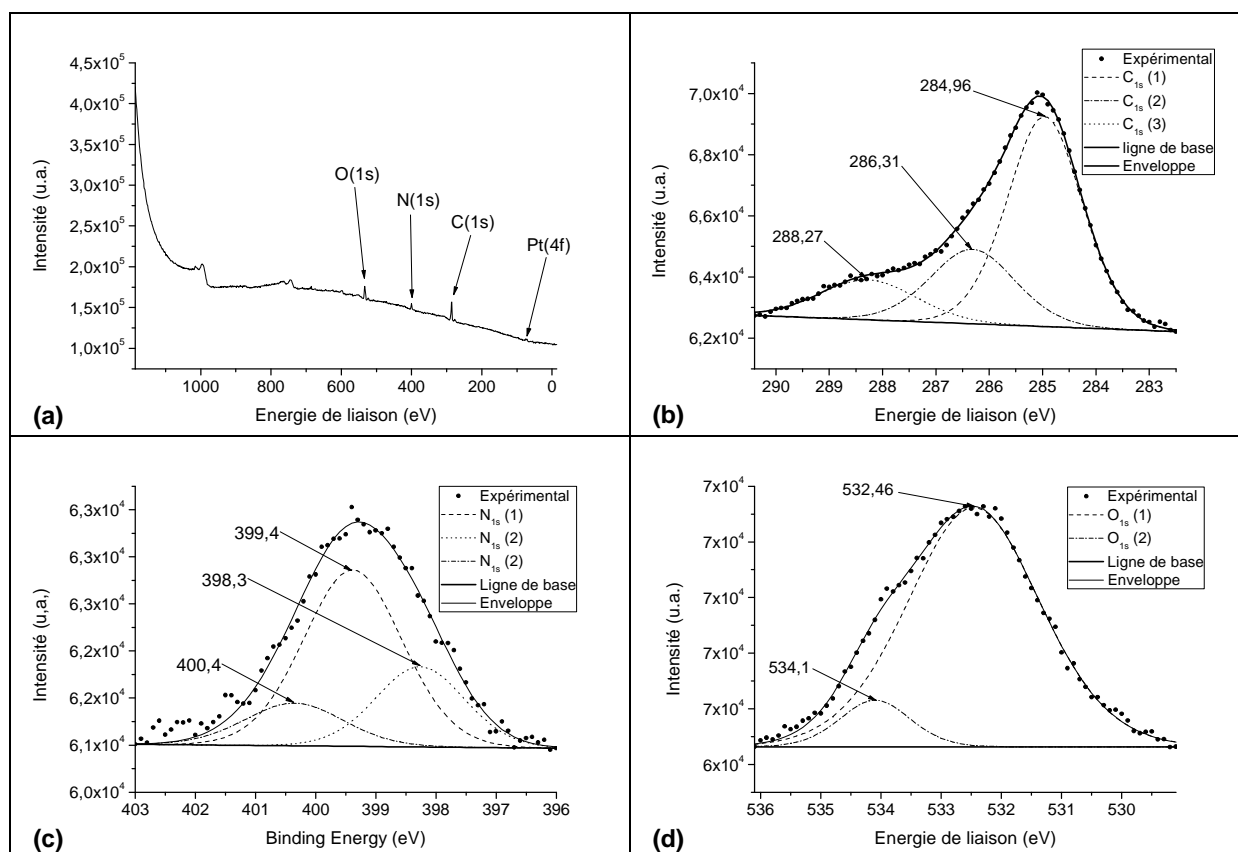 4,5x10⁵
4,0x10⁵
3,5x10⁵
3,0x10⁵
2,5x10⁵
2,0x10⁵
1,5x10⁵
1,0x10⁵
Intensité (u.a.)
O(1s)
N(1s)
C(1s)
Pt(4f)
1000 800 600 400 200 0
Energie de liaison (eV)
(a)
7,0x10⁴
6,8x10⁴
6,6x10⁴
6,4x10⁴
6,2x10⁴
Intensité (u.a.)
284,96
286,31
288,27
Expérimental
C₁ₛ (1)
C₁ₛ (2)
C₁ₛ (3)
ligne de base
Enveloppe
290 289 288 287 286 285 284 283
Energie de liaison (eV)
(b)
6,3x10⁴
6,3x10⁴
6,3x10⁴
6,2x10⁴
6,2x10⁴
6,1x10⁴
6,0x10⁴
Intensité (u,a,)
399,4
398,3
400,4
Expérimental
N₁ₛ (1)
N₁ₛ (2)
N₁ₛ (2)
Ligne de base
Enveloppe
403 402 401 400 399 398 397 396
Binding Energy (eV)
(c)
7x10⁴
7x10⁴
7x10⁴
7x10⁴
7x10⁴
6x10⁴
Intensité (u.a.)
532,46
534,1
Expérimental
O₁ₛ (1)
O₁ₛ (2)
Ligne de base
Enveloppe
536 535 534 533 532 531 530
Energie de liaison (eV)
(d)